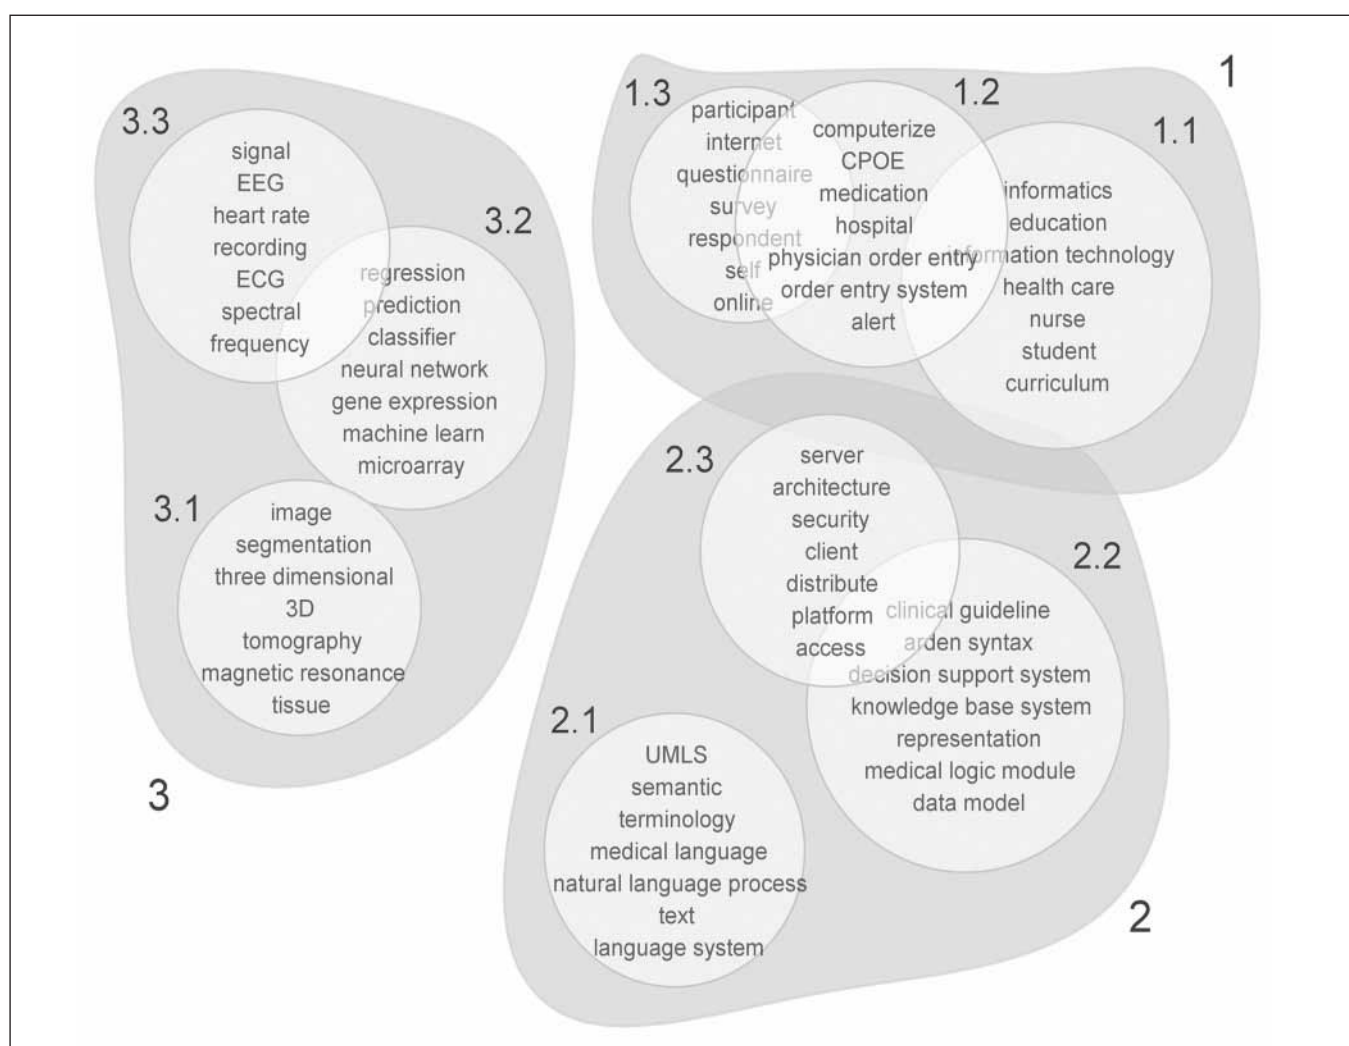 3.3
signal
EEG
heart rate
recording
ECG
spectral
frequency
3.2
regression
prediction
classifier
neural network
gene expression
machine learn
microarray
3.1
image
segmentation
three dimensional
3D
tomography
magnetic resonance
tissue
3
1
1.3
participant
internet
questionnaire
survey
respondent
self
online
1.2
computerize
CPOE
medication
hospital
physician order entry
order entry system
alert
1.1
informatics
education
information technology
health care
nurse
student
curriculum
2.3
server
architecture
security
client
distribute
platform
access
2.2
clinical guideline
arden syntax
decision support system
knowledge base system
representation
medical logic module
data model
2.1
UMLS
semantic
terminology
medical language
natural language process
text
language system
2